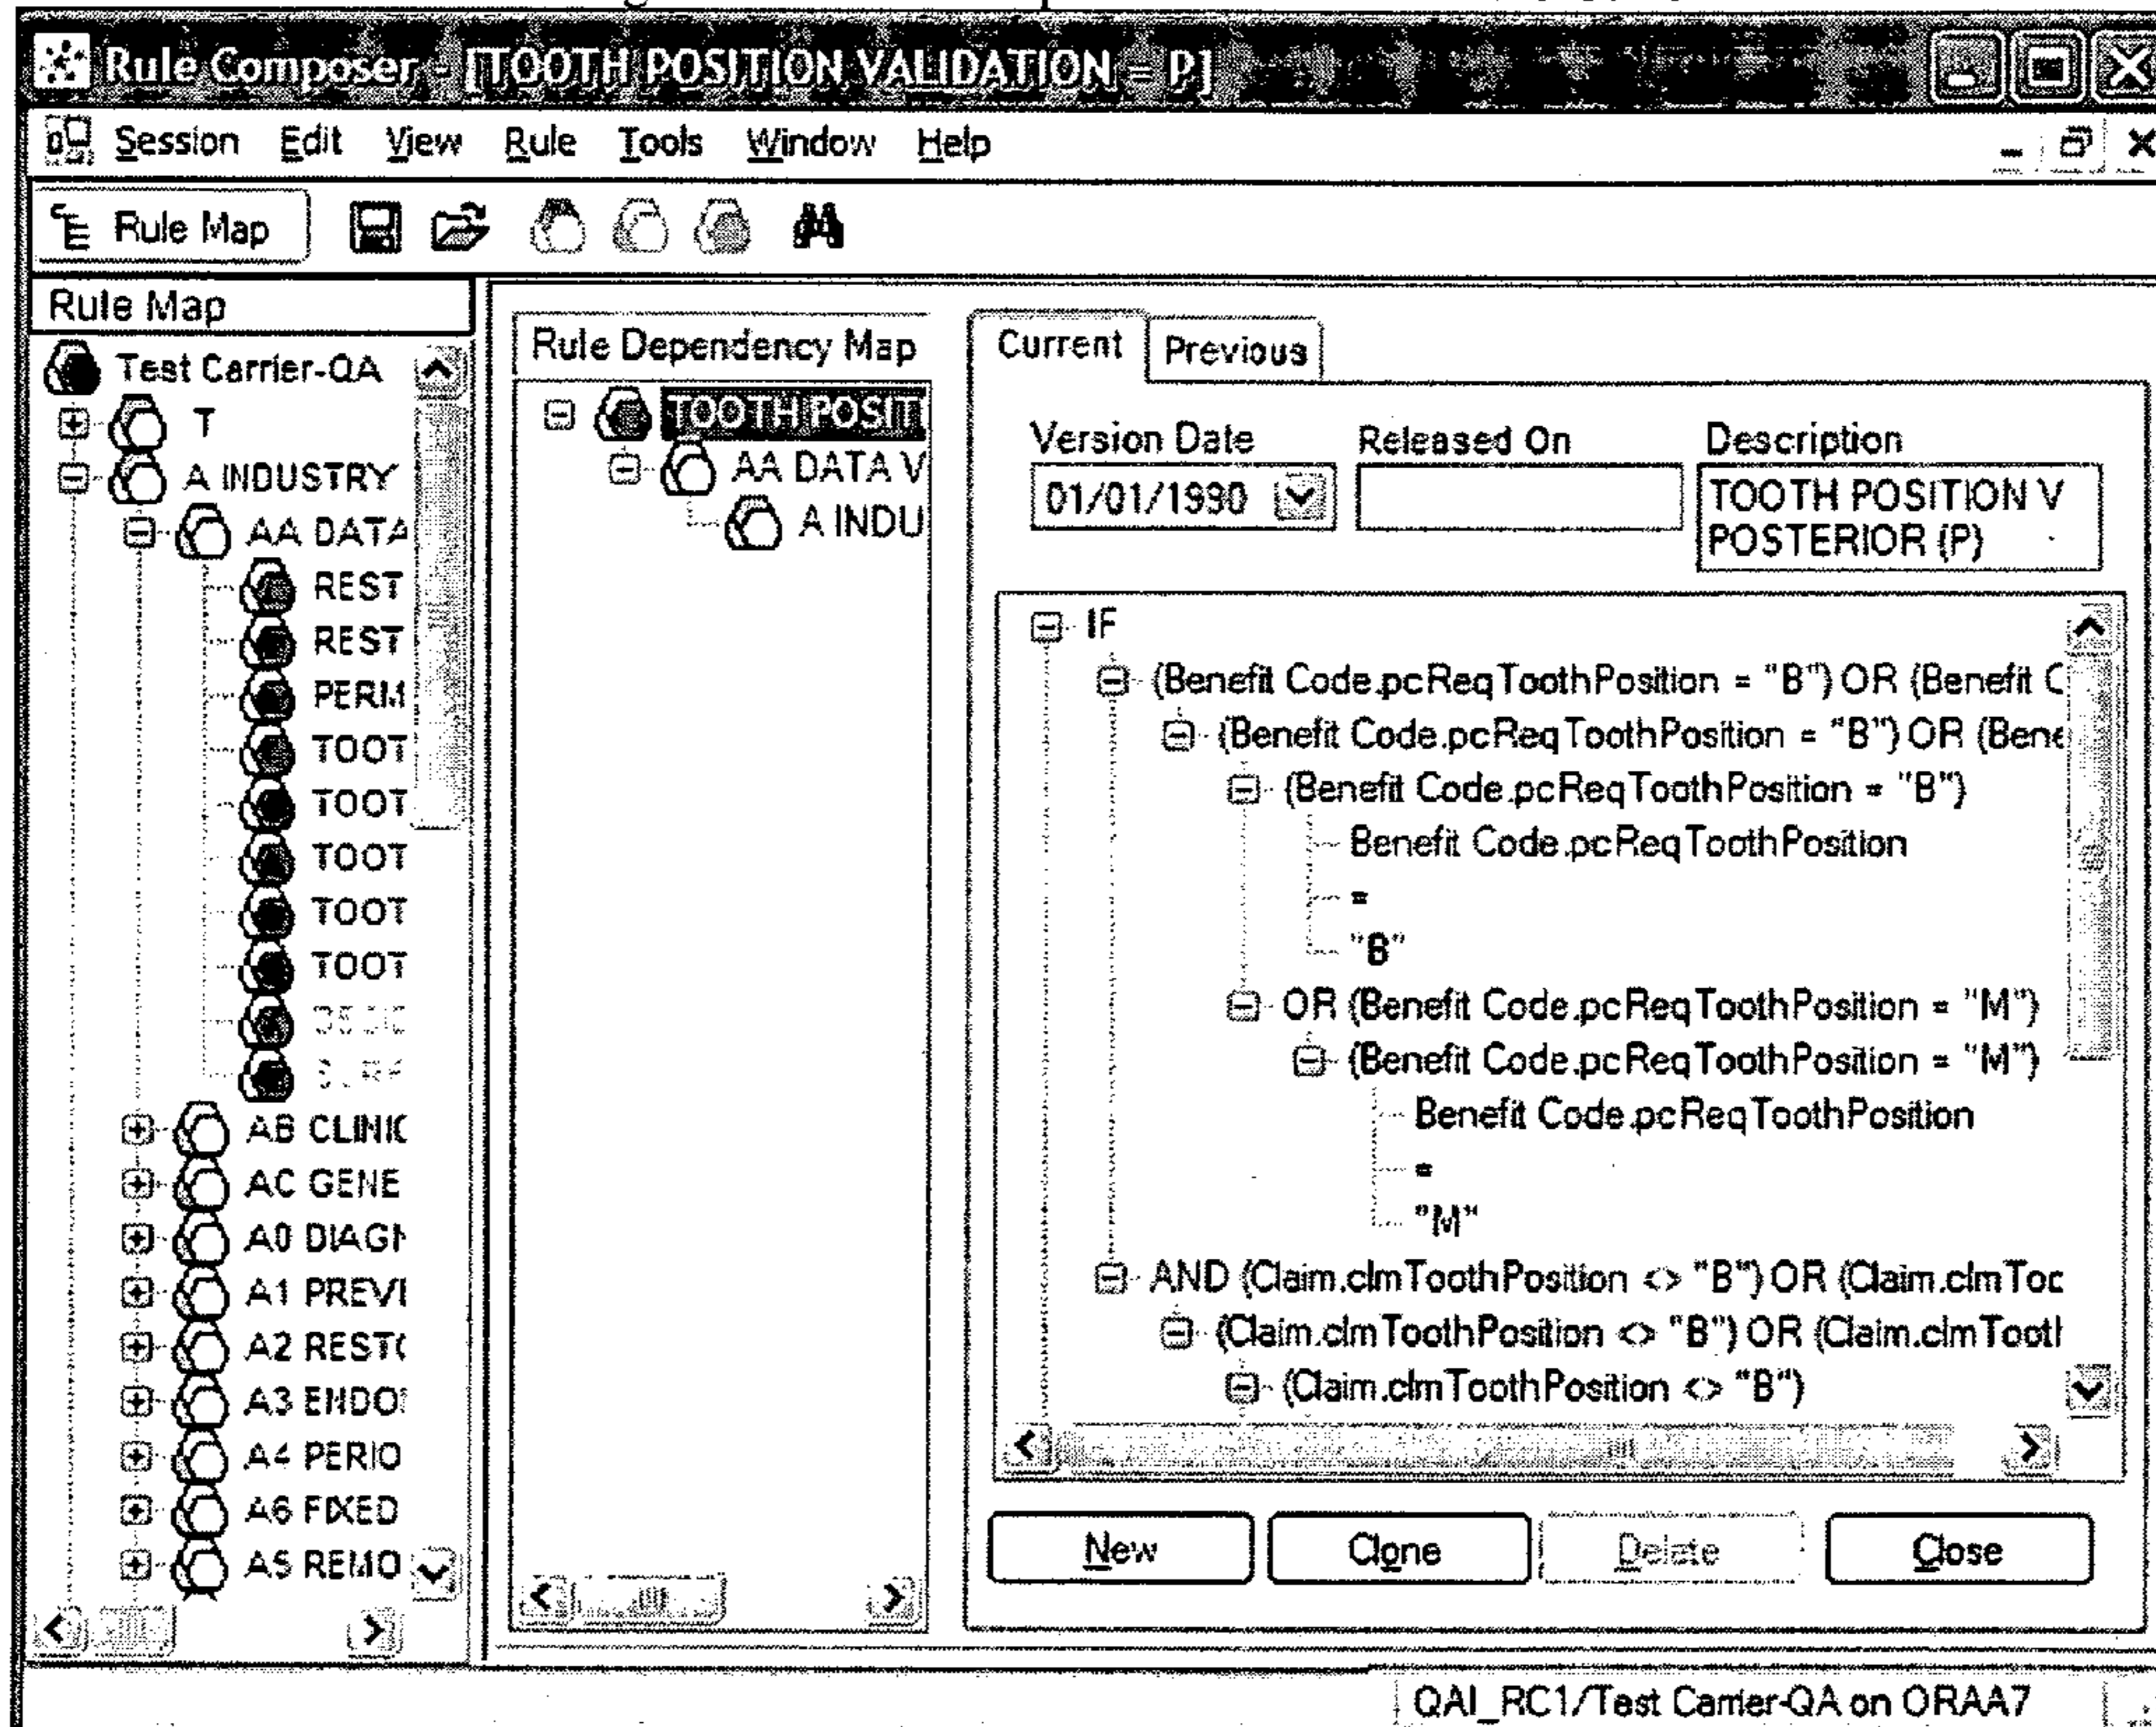 Rule Composer - [TOOTH POSITION VALIDATION = P]
Session Edit View Rule Tools Window Help
Rule Map
Rule Map
Test Carrier-QA
T
A INDUSTRY
AA DATA
REST
REST
PERM
TOOT
TOOT
TOOT
TOOT
TOOT
AB CLINIC
AC GENE
A0 DIAGN
A1 PREVE
A2 RESTO
A3 ENDO
A4 PERIO
A6 FIXED
A5 REMO
Rule Dependency Map
TOOTH POSIT
AA DATA V
A INDU
Current Previous
Version Date Released On Description
01/01/1990 TOOTH POSITION V
POSTERIOR (P)
IF
(Benefit Code.pcReqToothPosition = "B") OR (Benefit C
(Benefit Code.pcReqToothPosition = "B") OR (Bene
(Benefit Code.pcReqToothPosition = "B")
Benefit Code.pcReqToothPosition
=
"B"
OR (Benefit Code.pcReqToothPosition = "M")
(Benefit Code.pcReqToothPosition = "M")
Benefit Code.pcReqToothPosition
=
"M"
AND (Claim.clmToothPosition <> "B") OR (Claim.clmToo
(Claim.clmToothPosition <> "B") OR (Claim.clmTooth
(Claim.clmToothPosition <> "B")
New Clone Delete Close
QAI_RC1/Test Carrier-QA on ORAA7